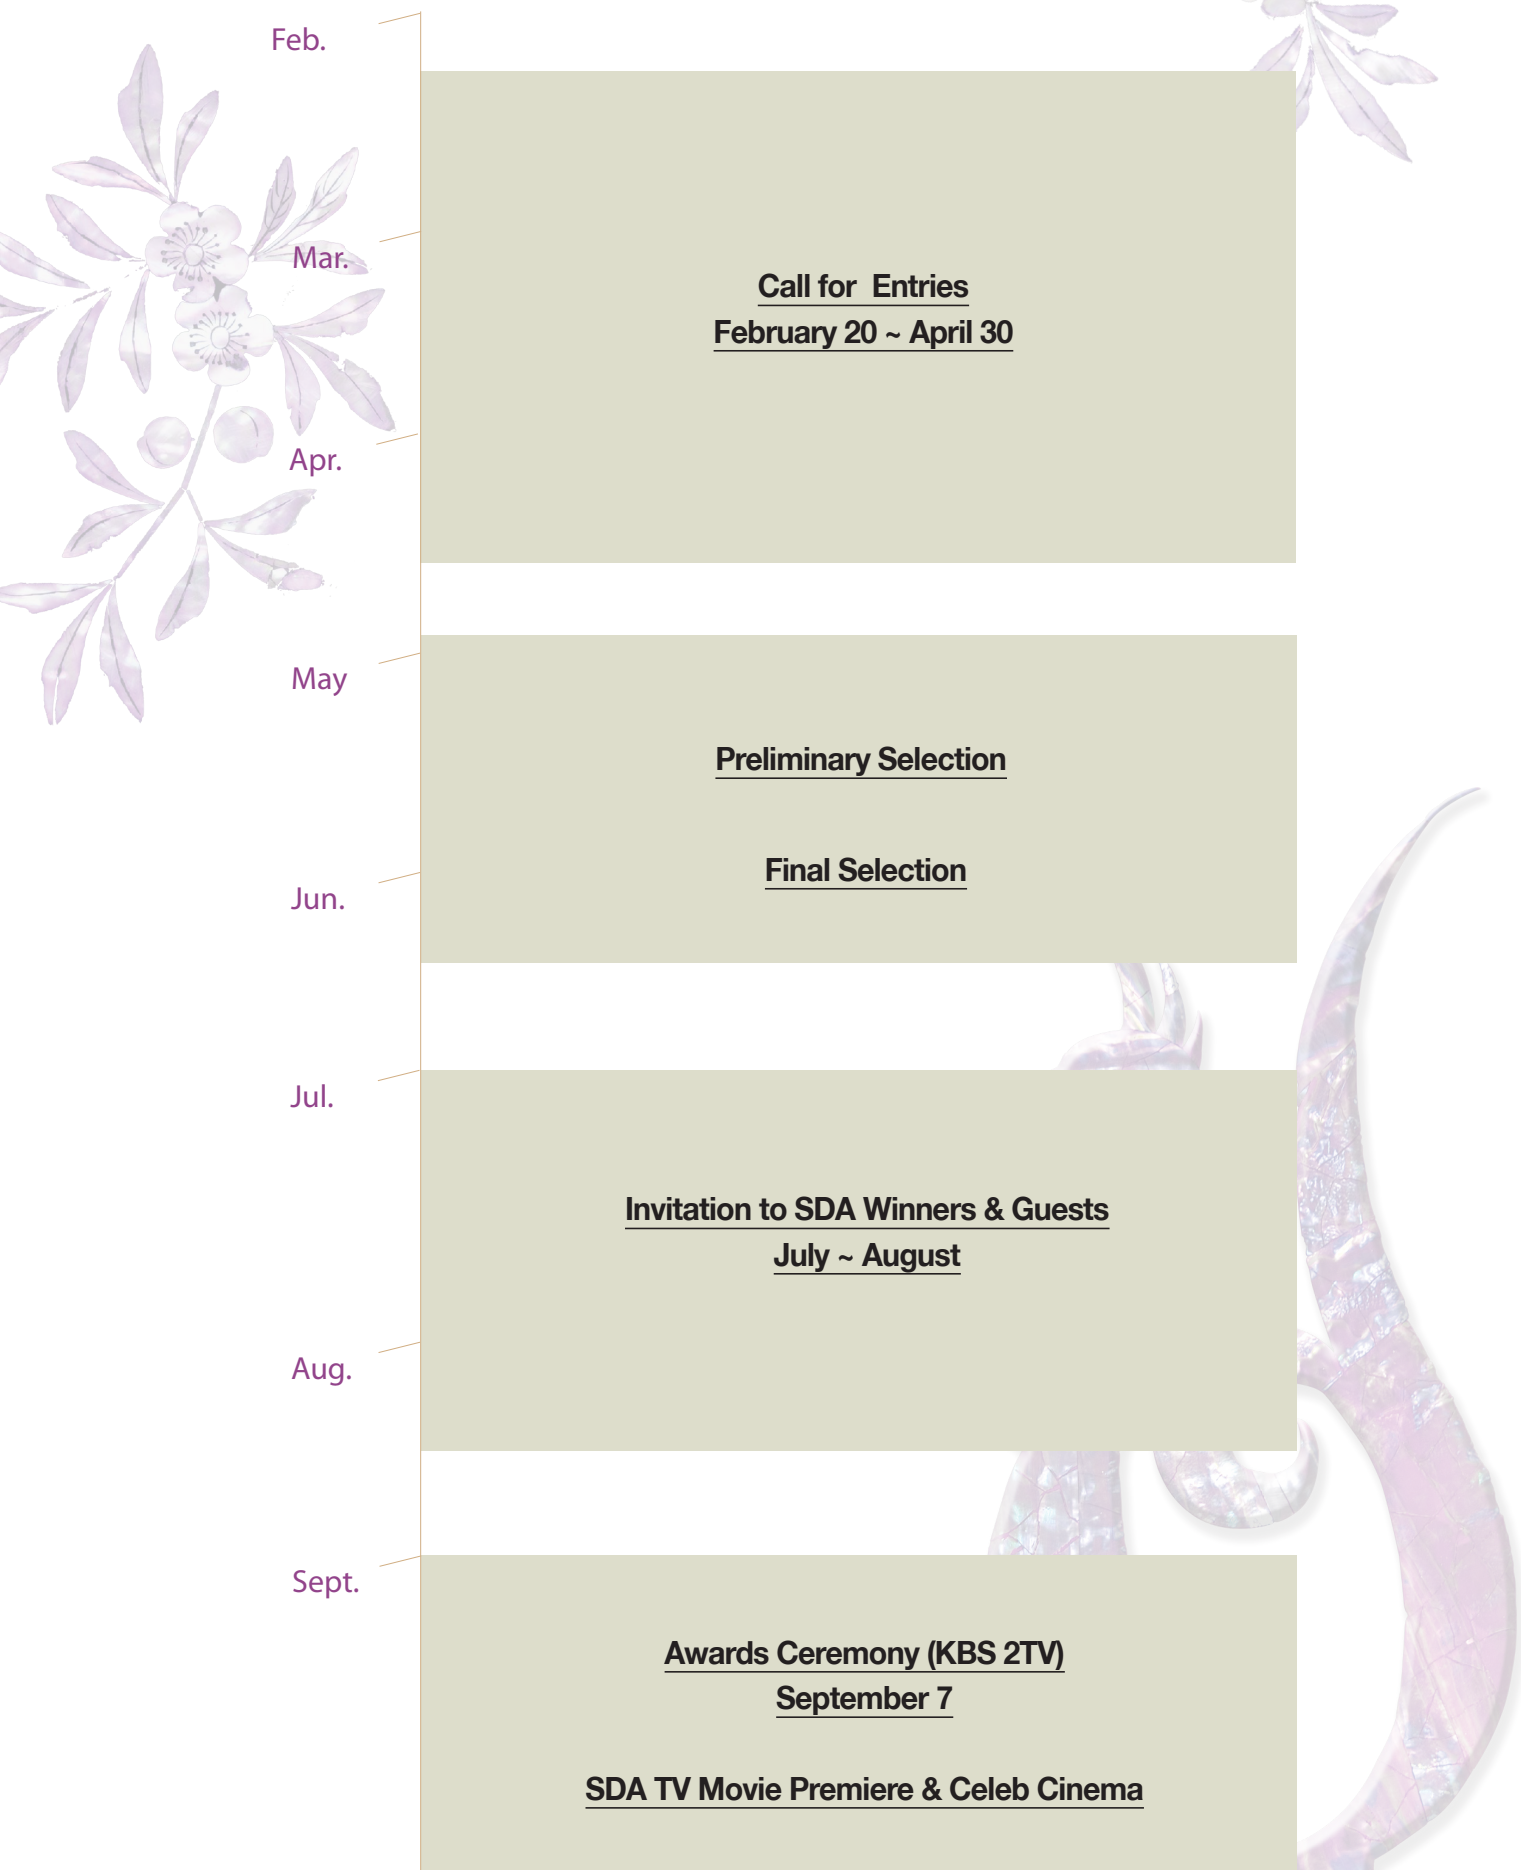 Feb.
Mar.
Call for Entries
February 20 ~ April 30
Apr.
May
Preliminary Selection
Final Selection
Jun.
Jul.
Invitation to SDA Winners & Guests
July ~ August
Aug.
Sept.
Awards Ceremony (KBS 2TV)
September 7
SDA TV Movie Premiere & Celeb Cinema